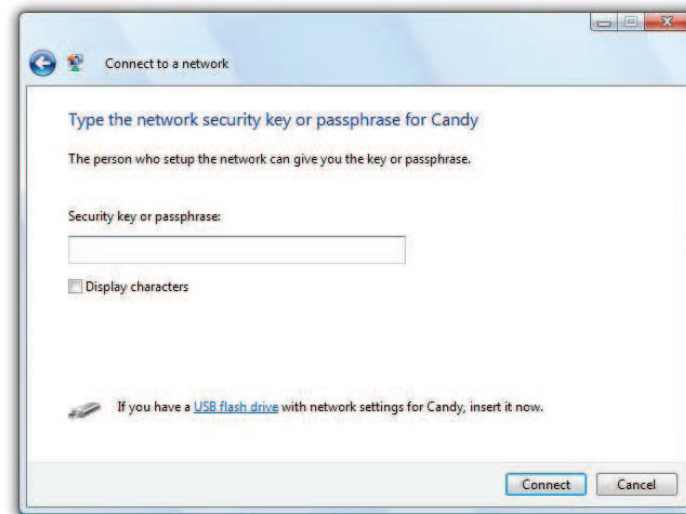 Connect to a network
Type the network security key or passphrase for Candy
The person who setup the network can give you the key or passphrase.
Security key or passphrase:
Display characters
If you have a USB flash drive with network settings for Candy, insert it now.
Connect Cancel